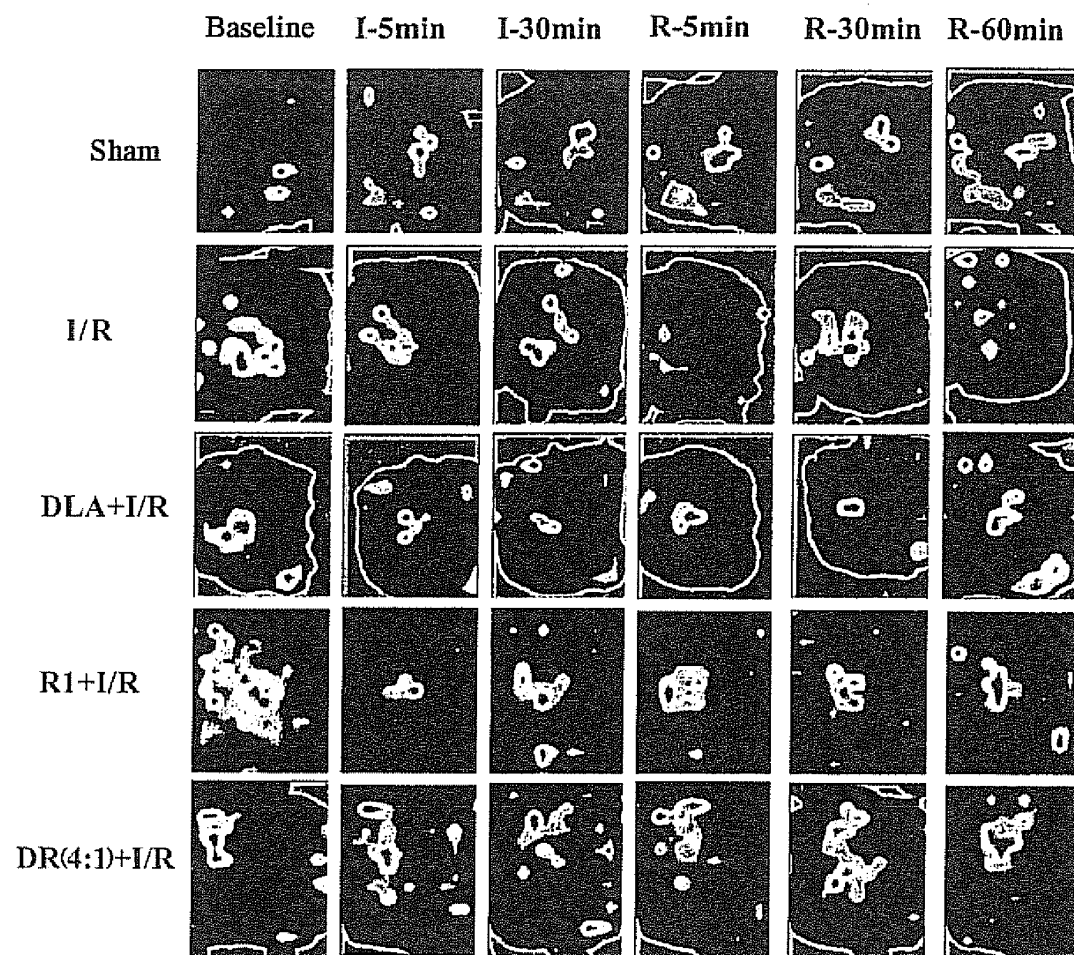 Baseline I-5min I-30min R-5min R-30min R-60min
Sham
I/R
DLA+I/R
R1+I/R
DR(4:1)+I/R